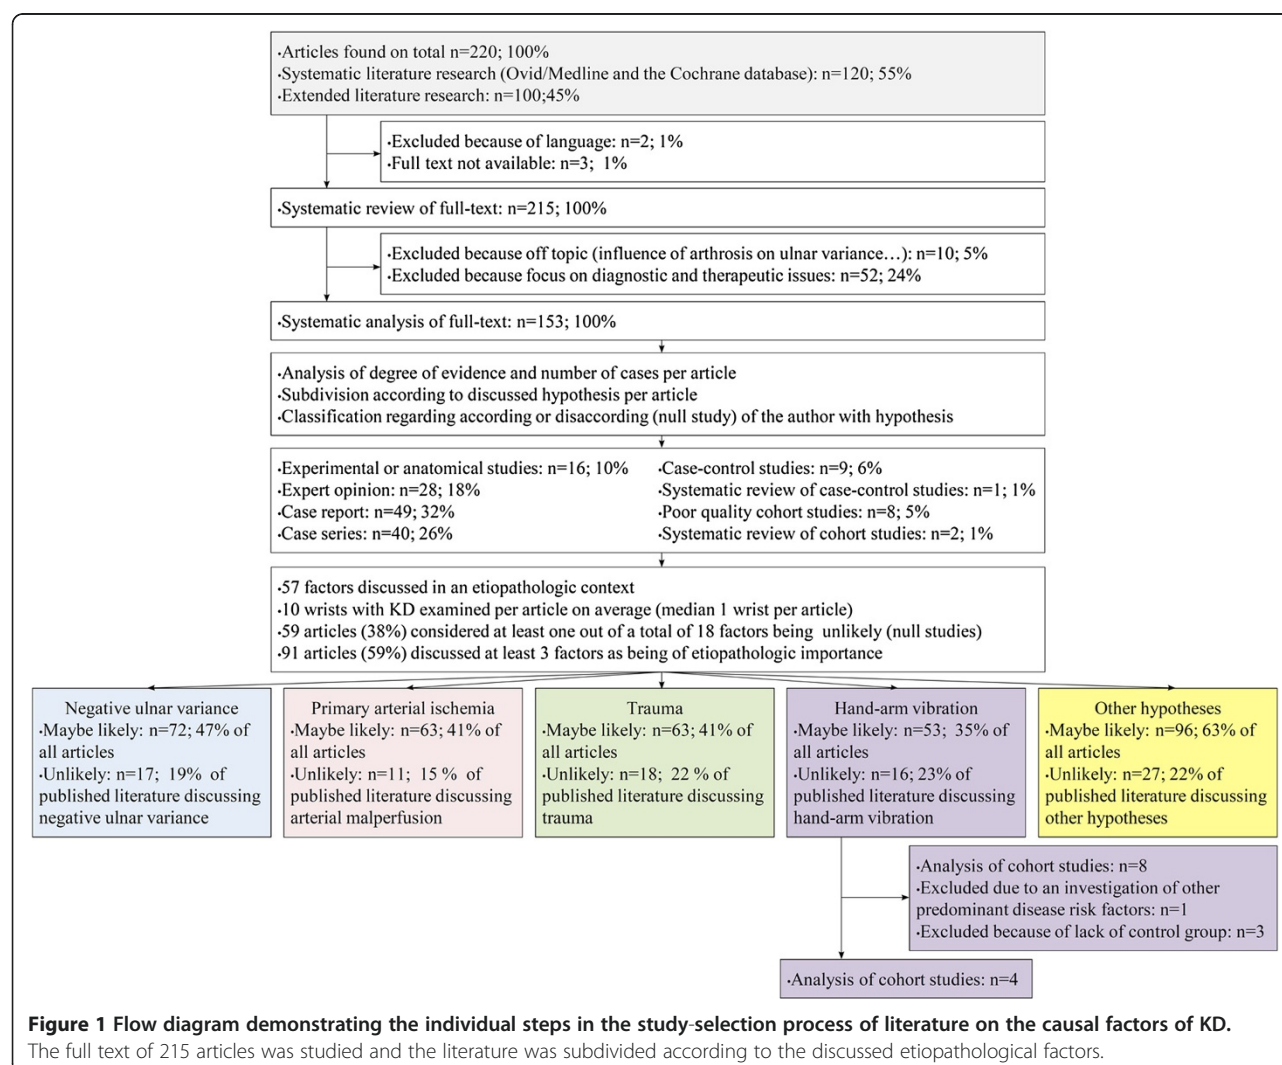 ·Articles found on total n=220; 100%
·Systematic literature research (Ovid/Medline and the Cochrane database): n=120; 55%
·Extended literature research: n=100;45%
·Excluded because of language: n=2; 1%
·Full text not available: n=3; 1%
·Systematic review of full-text: n=215; 100%
·Excluded because off topic (influence of arthrosis on ulnar variance…): n=10; 5%
·Excluded because focus on diagnostic and therapeutic issues: n=52; 24%
·Systematic analysis of full-text: n=153; 100%
·Analysis of degree of evidence and number of cases per article
·Subdivision according to discussed hypothesis per article
·Classification regarding according or disaccording (null study) of the author with hypothesis
·Experimental or anatomical studies: n=16; 10%
·Expert opinion: n=28; 18%
·Case report: n=49; 32%
·Case series: n=40; 26%
·Case-control studies: n=9; 6%
·Systematic review of case-control studies: n=1; 1%
·Poor quality cohort studies: n=8; 5%
·Systematic review of cohort studies: n=2; 1%
·57 factors discussed in an etiopathologic context
·10 wrists with KD examined per article on average (median 1 wrist per article)
·59 articles (38%) considered at least one out of a total of 18 factors being unlikely (null studies)
·91 articles (59%) discussed at least 3 factors as being of etiopathologic importance
Negative ulnar variance
·Maybe likely: n=72; 47% of
all articles
·Unlikely: n=17; 19% of
published literature discussing
negative ulnar variance
Primary arterial ischemia
·Maybe likely: n=63; 41% of
all articles
·Unlikely: n=11; 15 % of
published literature discussing
arterial malperfusion
Trauma
·Maybe likely: n=63; 41% of
all articles
·Unlikely: n=18; 22 % of
published literature discussing
trauma
Hand-arm vibration
·Maybe likely: n=53; 35% of
all articles
·Unlikely: n=16; 23% of
published literature discussing
hand-arm vibration
Other hypotheses
·Maybe likely: n=96; 63% of
all articles
·Unlikely: n=27; 22% of
published literature discussing
other hypotheses
·Analysis of cohort studies: n=8
·Excluded due to an investigation of other
predominant disease risk factors: n=1
·Excluded because of lack of control group: n=3
·Analysis of cohort studies: n=4
Figure 1 Flow diagram demonstrating the individual steps in the study-selection process of literature on the causal factors of KD.
The full text of 215 articles was studied and the literature was subdivided according to the discussed etiopathological factors.